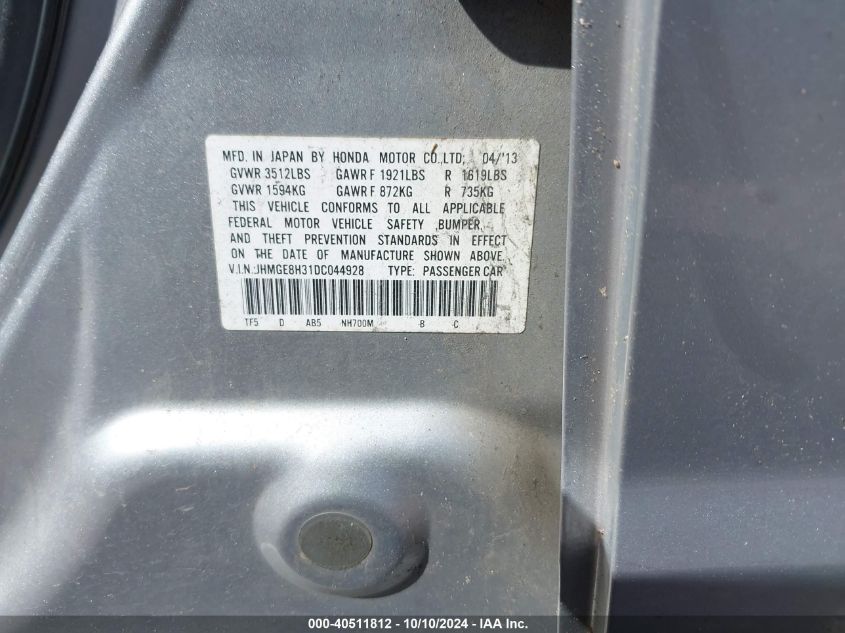 MFD. IN JAPAN BY HONDA MOTOR CO.,LTD; 04/'13
GVWR 3512LBS GAWR F 1921LBS R 1619LBS
GVWR 1594KG GAWR F 872KG R 735KG
THIS VEHICLE CONFORMS TO ALL APPLICABLE
FEDERAL MOTOR VEHICLE SAFETY ,BUMPER,
AND THEFT PREVENTION STANDARDS IN EFFECT
ON THE DATE OF MANUFACTURE SHOWN ABOVE.
V.I.N.:JHMGE8H31DC044928 TYPE: PASSENGER CAR
TF5 D AB5 NH700M B C
000-40511812 - 10/10/2024 - IAA Inc.